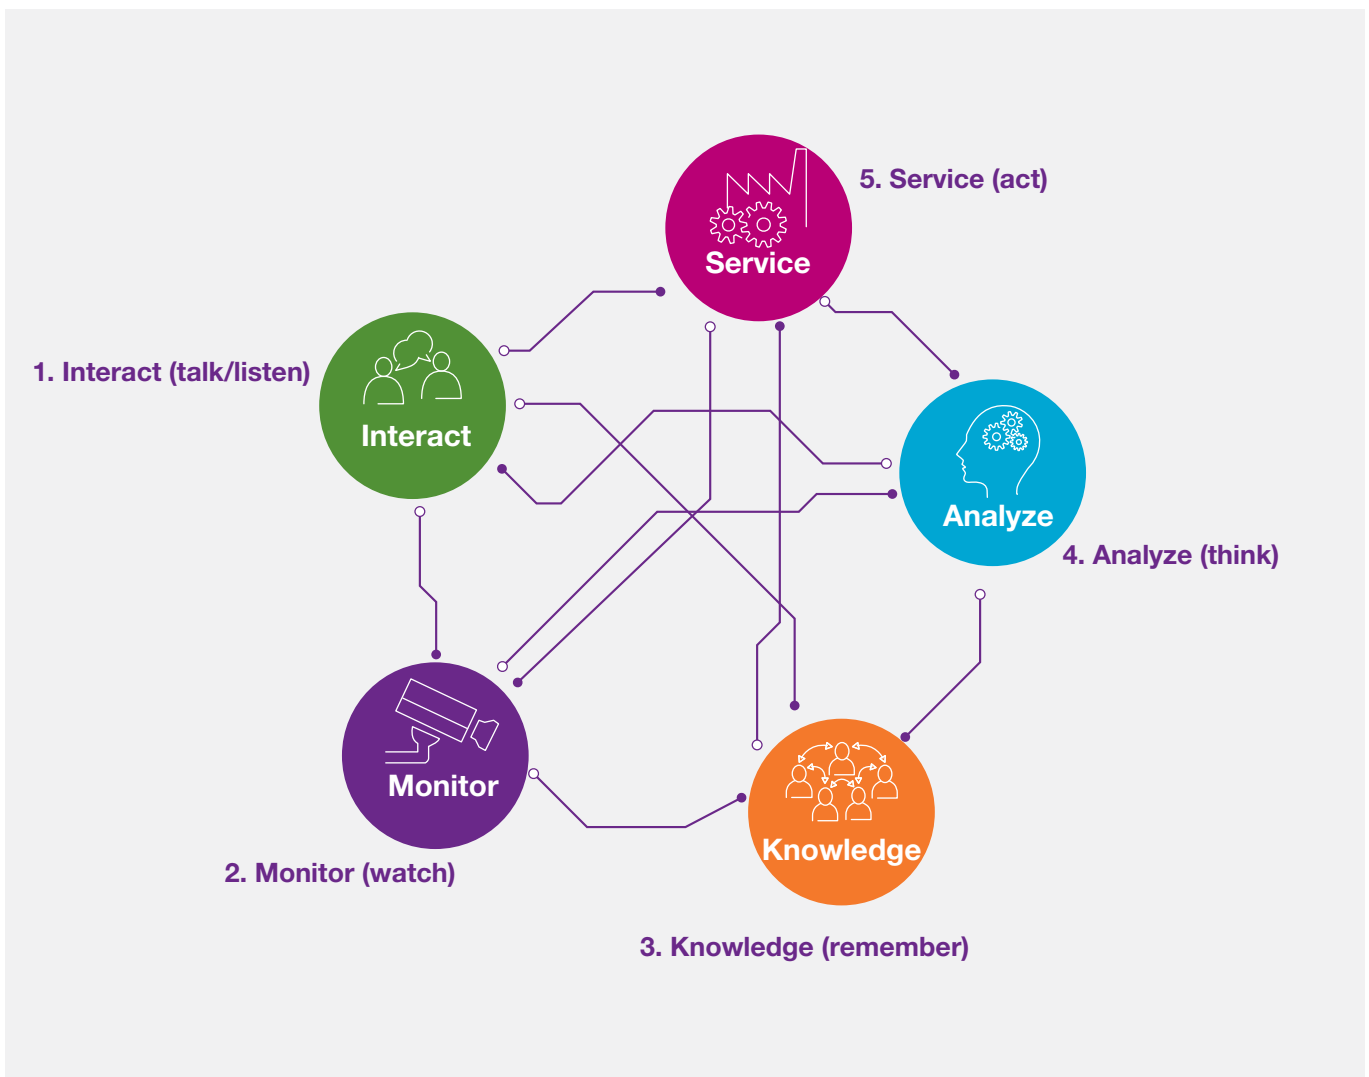 5. Service (act)
Service
1. Interact (talk/listen)
Interact
Analyze
4. Analyze (think)
Monitor
2. Monitor (watch)
Knowledge
3. Knowledge (remember)